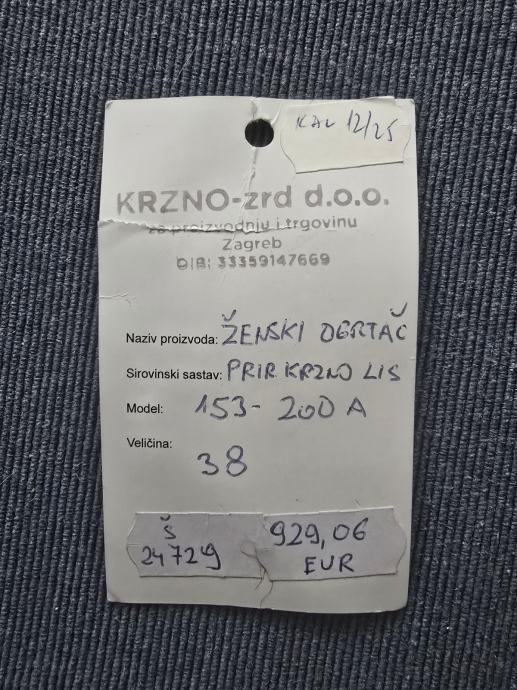 KAL 12/25
KRZNO-zrd d.o.o.
za proizvodnju i trgovinu
Zagreb
OIB: 33359147669
Naziv proizvoda: ŽENSKI OGRTAČ
Sirovinski sastav: PRIR KRZNO LIS
Model: 153-200A
Veličina: 38
Š 24729
929,06 EUR